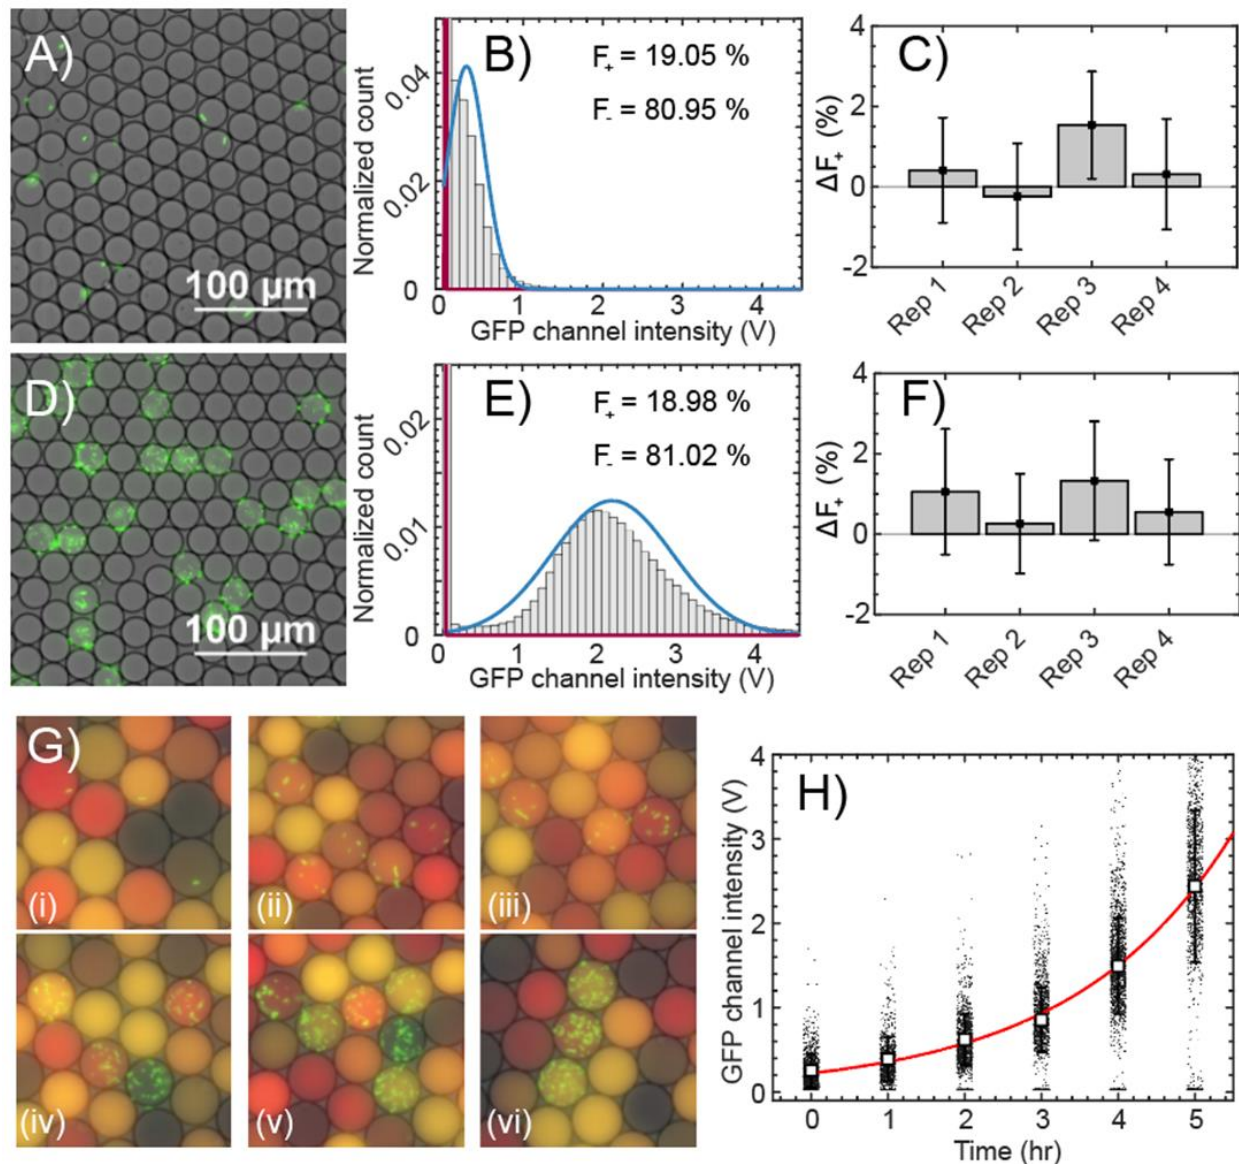 A)
100 µm
B)
F+ = 19.05 %
F- = 80.95 %
Normalized count
0.04
0.02
0
0
1
2
3
4
GFP channel intensity (V)
C)
ΔF+ (%)
4
2
0
-2
Rep 1
Rep 2
Rep 3
Rep 4
D)
100 µm
E)
F+ = 18.98 %
F- = 81.02 %
Normalized count
0.02
0.01
0
0
1
2
3
4
GFP channel intensity (V)
F)
ΔF+ (%)
4
2
0
-2
Rep 1
Rep 2
Rep 3
Rep 4
G)
(i)
(ii)
(iii)
(iv)
(v)
(vi)
H)
GFP channel intensity (V)
4
3
2
1
0
0
1
2
3
4
5
Time (hr)